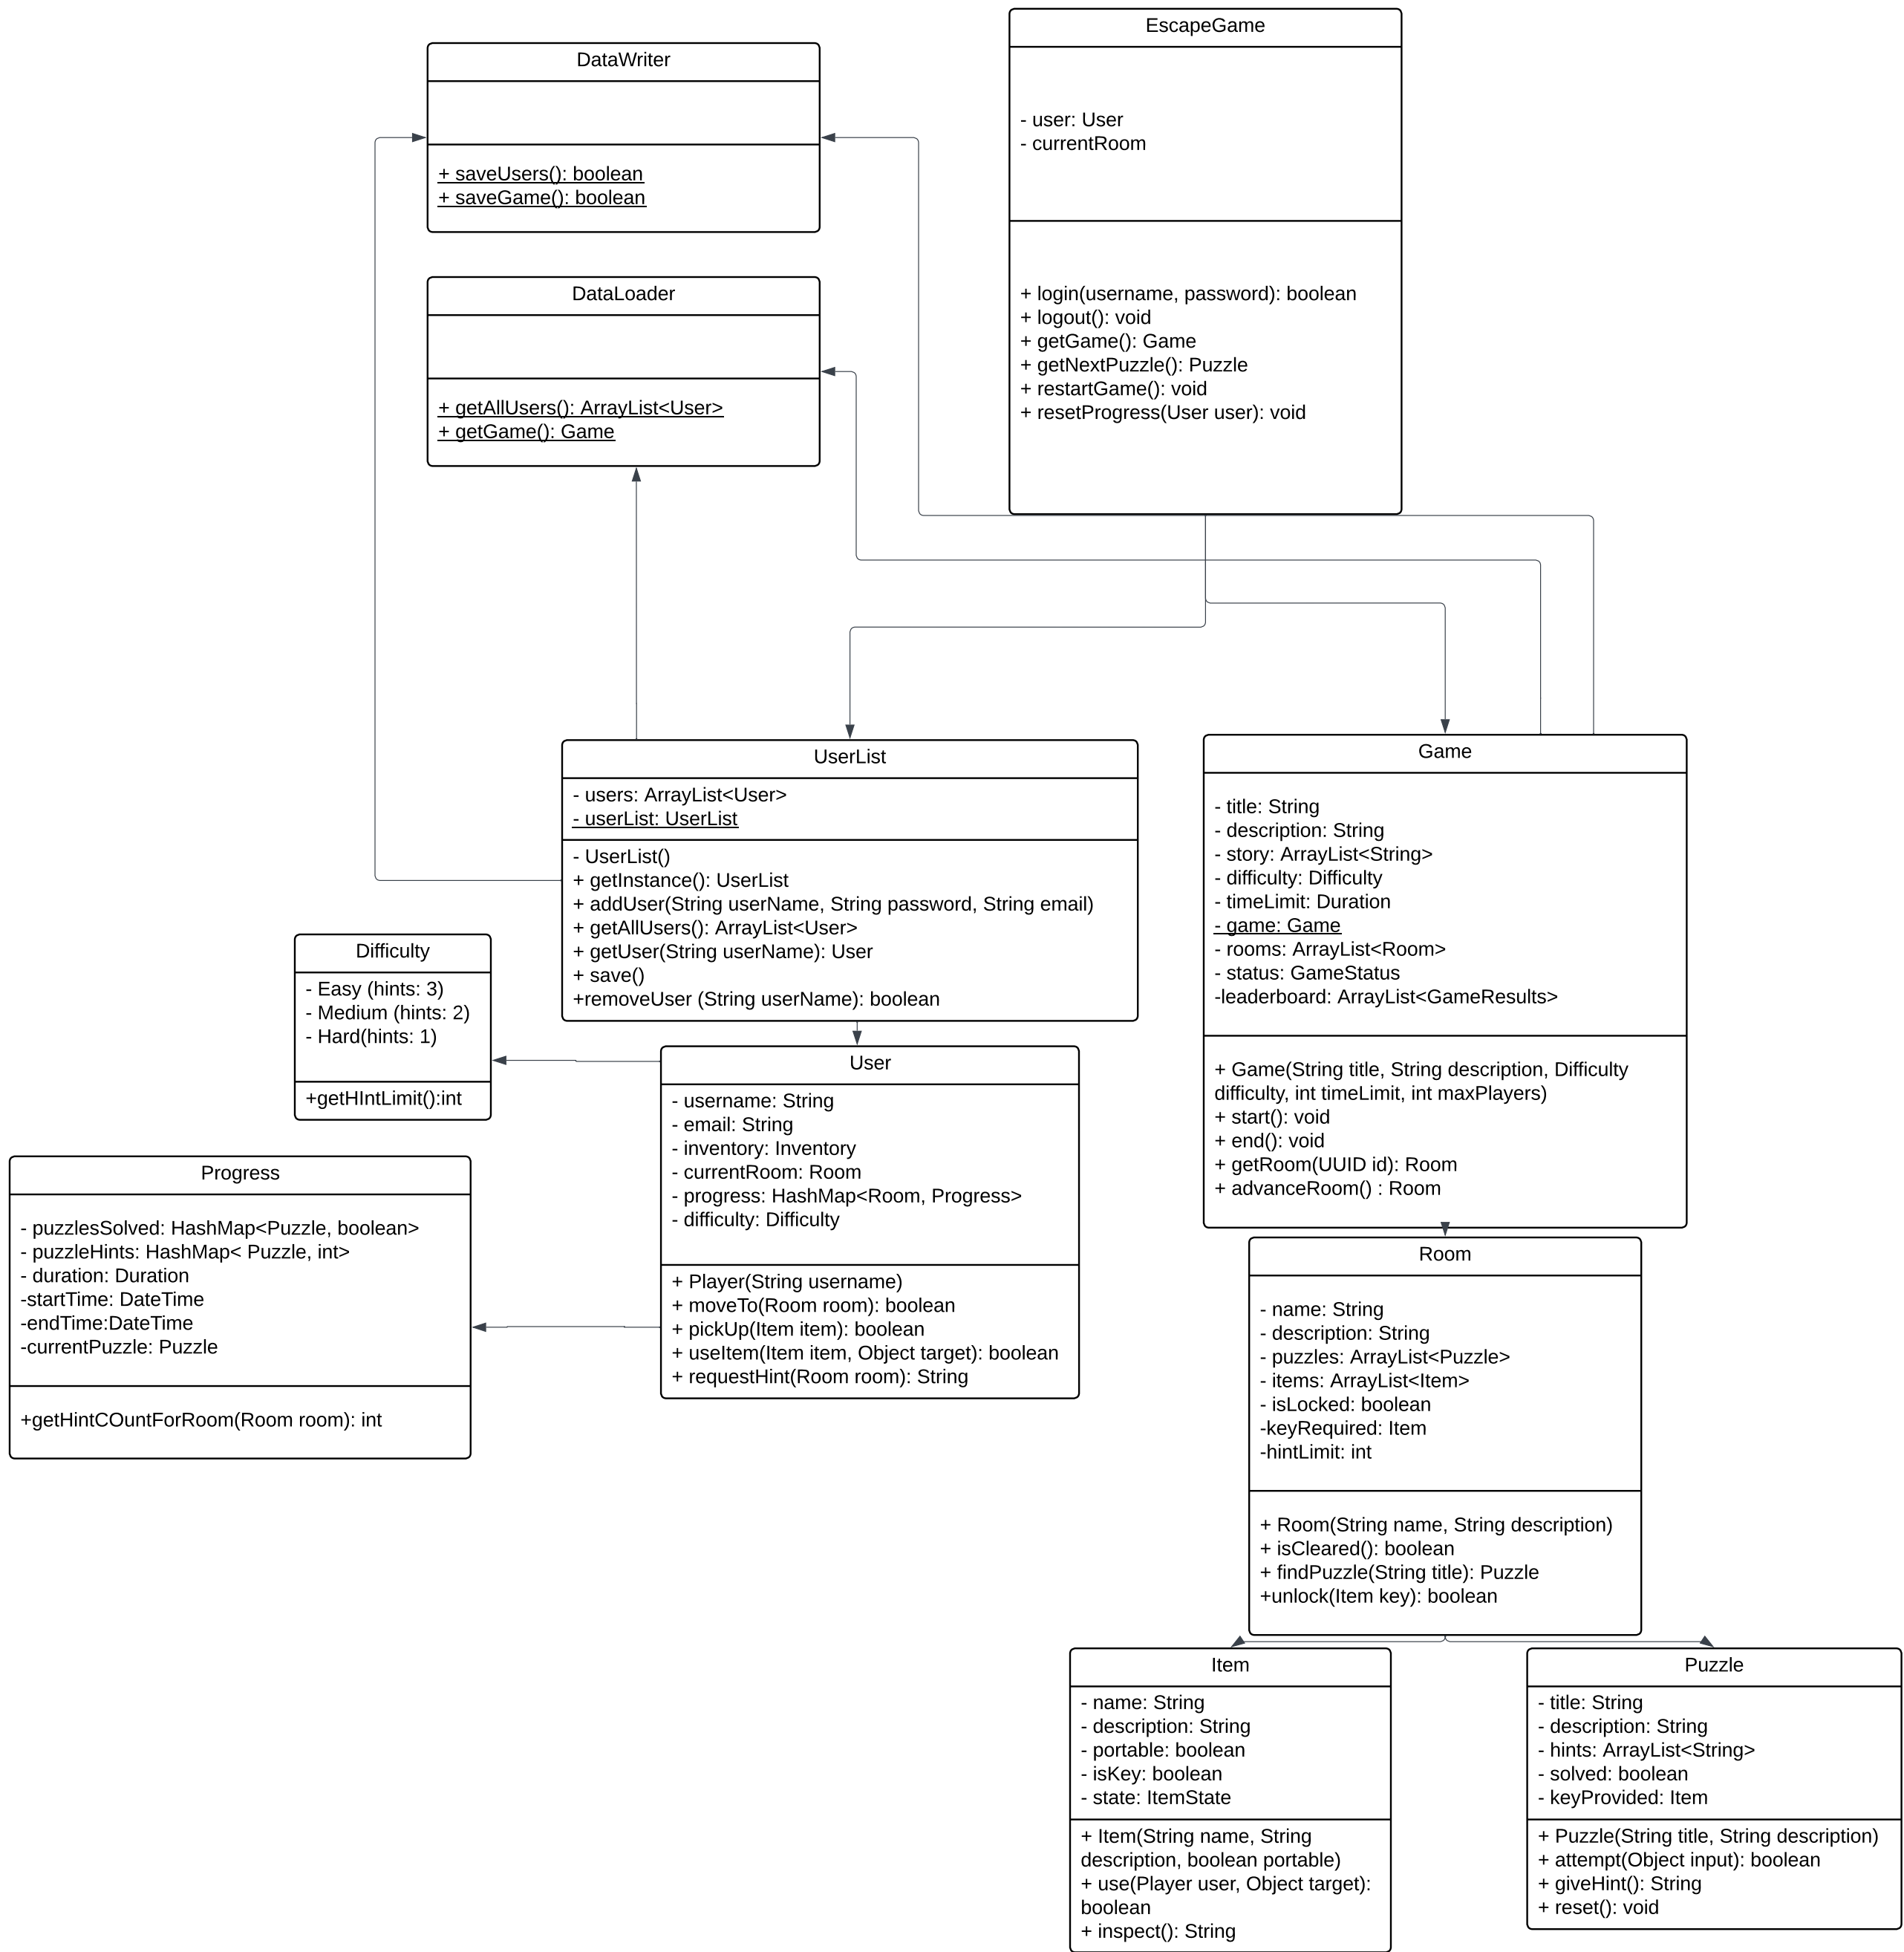 EscapeGame
- user: User
- currentRoom
+ login(username, password): boolean
+ logout(): void
+ getGame(): Game
+ getNextPuzzle(): Puzzle
+ restartGame(): void
+ resetProgress(User user): void
DataWriter
+ saveUsers(): boolean
+ saveGame(): boolean
DataLoader
+ getAllUsers(): ArrayList<User>
+ getGame(): Game
UserList
- users: ArrayList<User>
- userList: UserList
- UserList()
+ getInstance(): UserList
+ addUser(String userName, String password, String email)
+ getAllUsers(): ArrayList<User>
+ getUser(String userName): User
+ save()
+removeUser (String userName): boolean
Game
- title: String
- description: String
- story: ArrayList<String>
- difficulty: Difficulty
- timeLimit: Duration
- game: Game
- rooms: ArrayList<Room>
- status: GameStatus
-leaderboard: ArrayList<GameResults>
+ Game(String title, String description, Difficulty
difficulty, int timeLimit, int maxPlayers)
+ start(): void
+ end(): void
+ getRoom(UUID id): Room
+ advanceRoom() : Room
Difficulty
- Easy (hints: 3)
- Medium (hints: 2)
- Hard(hints: 1)
+getHIntLimit():int
User
- username: String
- email: String
- inventory: Inventory
- currentRoom: Room
- progress: HashMap<Room, Progress>
- difficulty: Difficulty
+ Player(String username)
+ moveTo(Room room): boolean
+ pickUp(Item item): boolean
+ useItem(Item item, Object target): boolean
+ requestHint(Room room): String
Progress
- puzzlesSolved: HashMap<Puzzle, boolean>
- puzzleHints: HashMap< Puzzle, int>
- duration: Duration
-startTime: DateTime
-endTime:DateTime
-currentPuzzle: Puzzle
+getHintCOuntForRoom(Room room): int
Room
- name: String
- description: String
- puzzles: ArrayList<Puzzle>
- items: ArrayList<Item>
- isLocked: boolean
-keyRequired: Item
-hintLimit: int
+ Room(String name, String description)
+ isCleared(): boolean
+ findPuzzle(String title): Puzzle
+unlock(Item key): boolean
Item
- name: String
- description: String
- portable: boolean
- isKey: boolean
- state: ItemState
+ Item(String name, String
description, boolean portable)
+ use(Player user, Object target):
boolean
+ inspect(): String
Puzzle
- title: String
- description: String
- hints: ArrayList<String>
- solved: boolean
- keyProvided: Item
+ Puzzle(String title, String description)
+ attempt(Object input): boolean
+ giveHint(): String
+ reset(): void